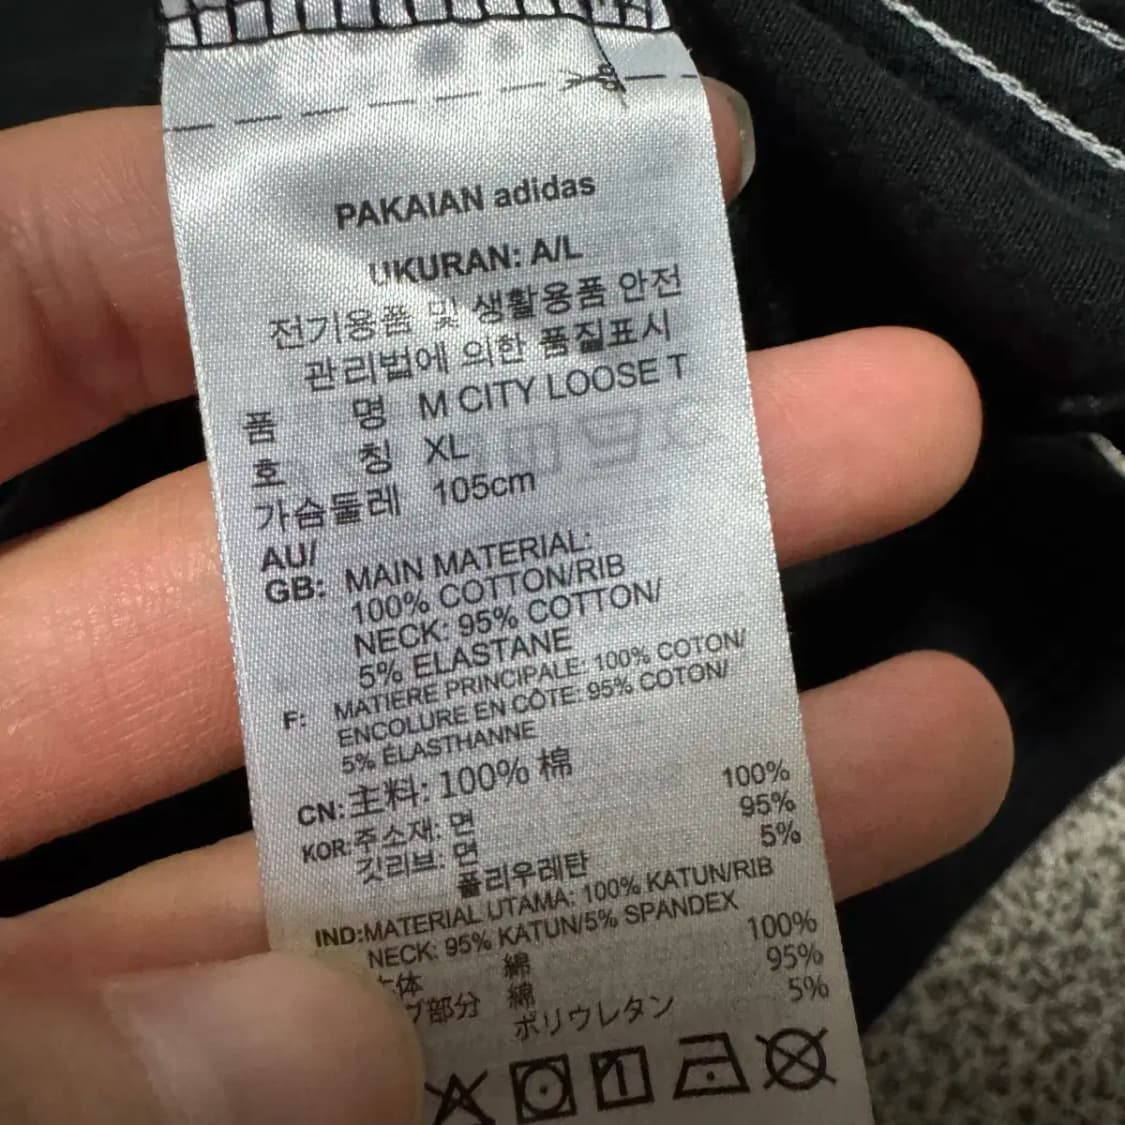 PAKAIAN adidas
UKURAN: A/L
전기용품 및 생활용품 안전
관리법에 의한 품질표시
품 명 M CITY LOOSE T
호 칭 XL
가슴둘레 105cm
AU/
GB: MAIN MATERIAL:
100% COTTON/RIB
NECK: 95% COTTON/
5% ELASTANE
F: MATIÈRE PRINCIPALE: 100% COTON/
ENCOLURE EN CÔTE: 95% COTON/
5% ÉLASTHANNE
CN: 主料: 100% 棉
KOR: 주소재: 면 100%
깃리브: 면 95%
폴리우레탄 5%
IND:MATERIAL UTAMA: 100% KATUN/RIB
NECK: 95% KATUN/5% SPANDEX
体 綿 100%
部分 綿 95%
ポリウレタン 5%